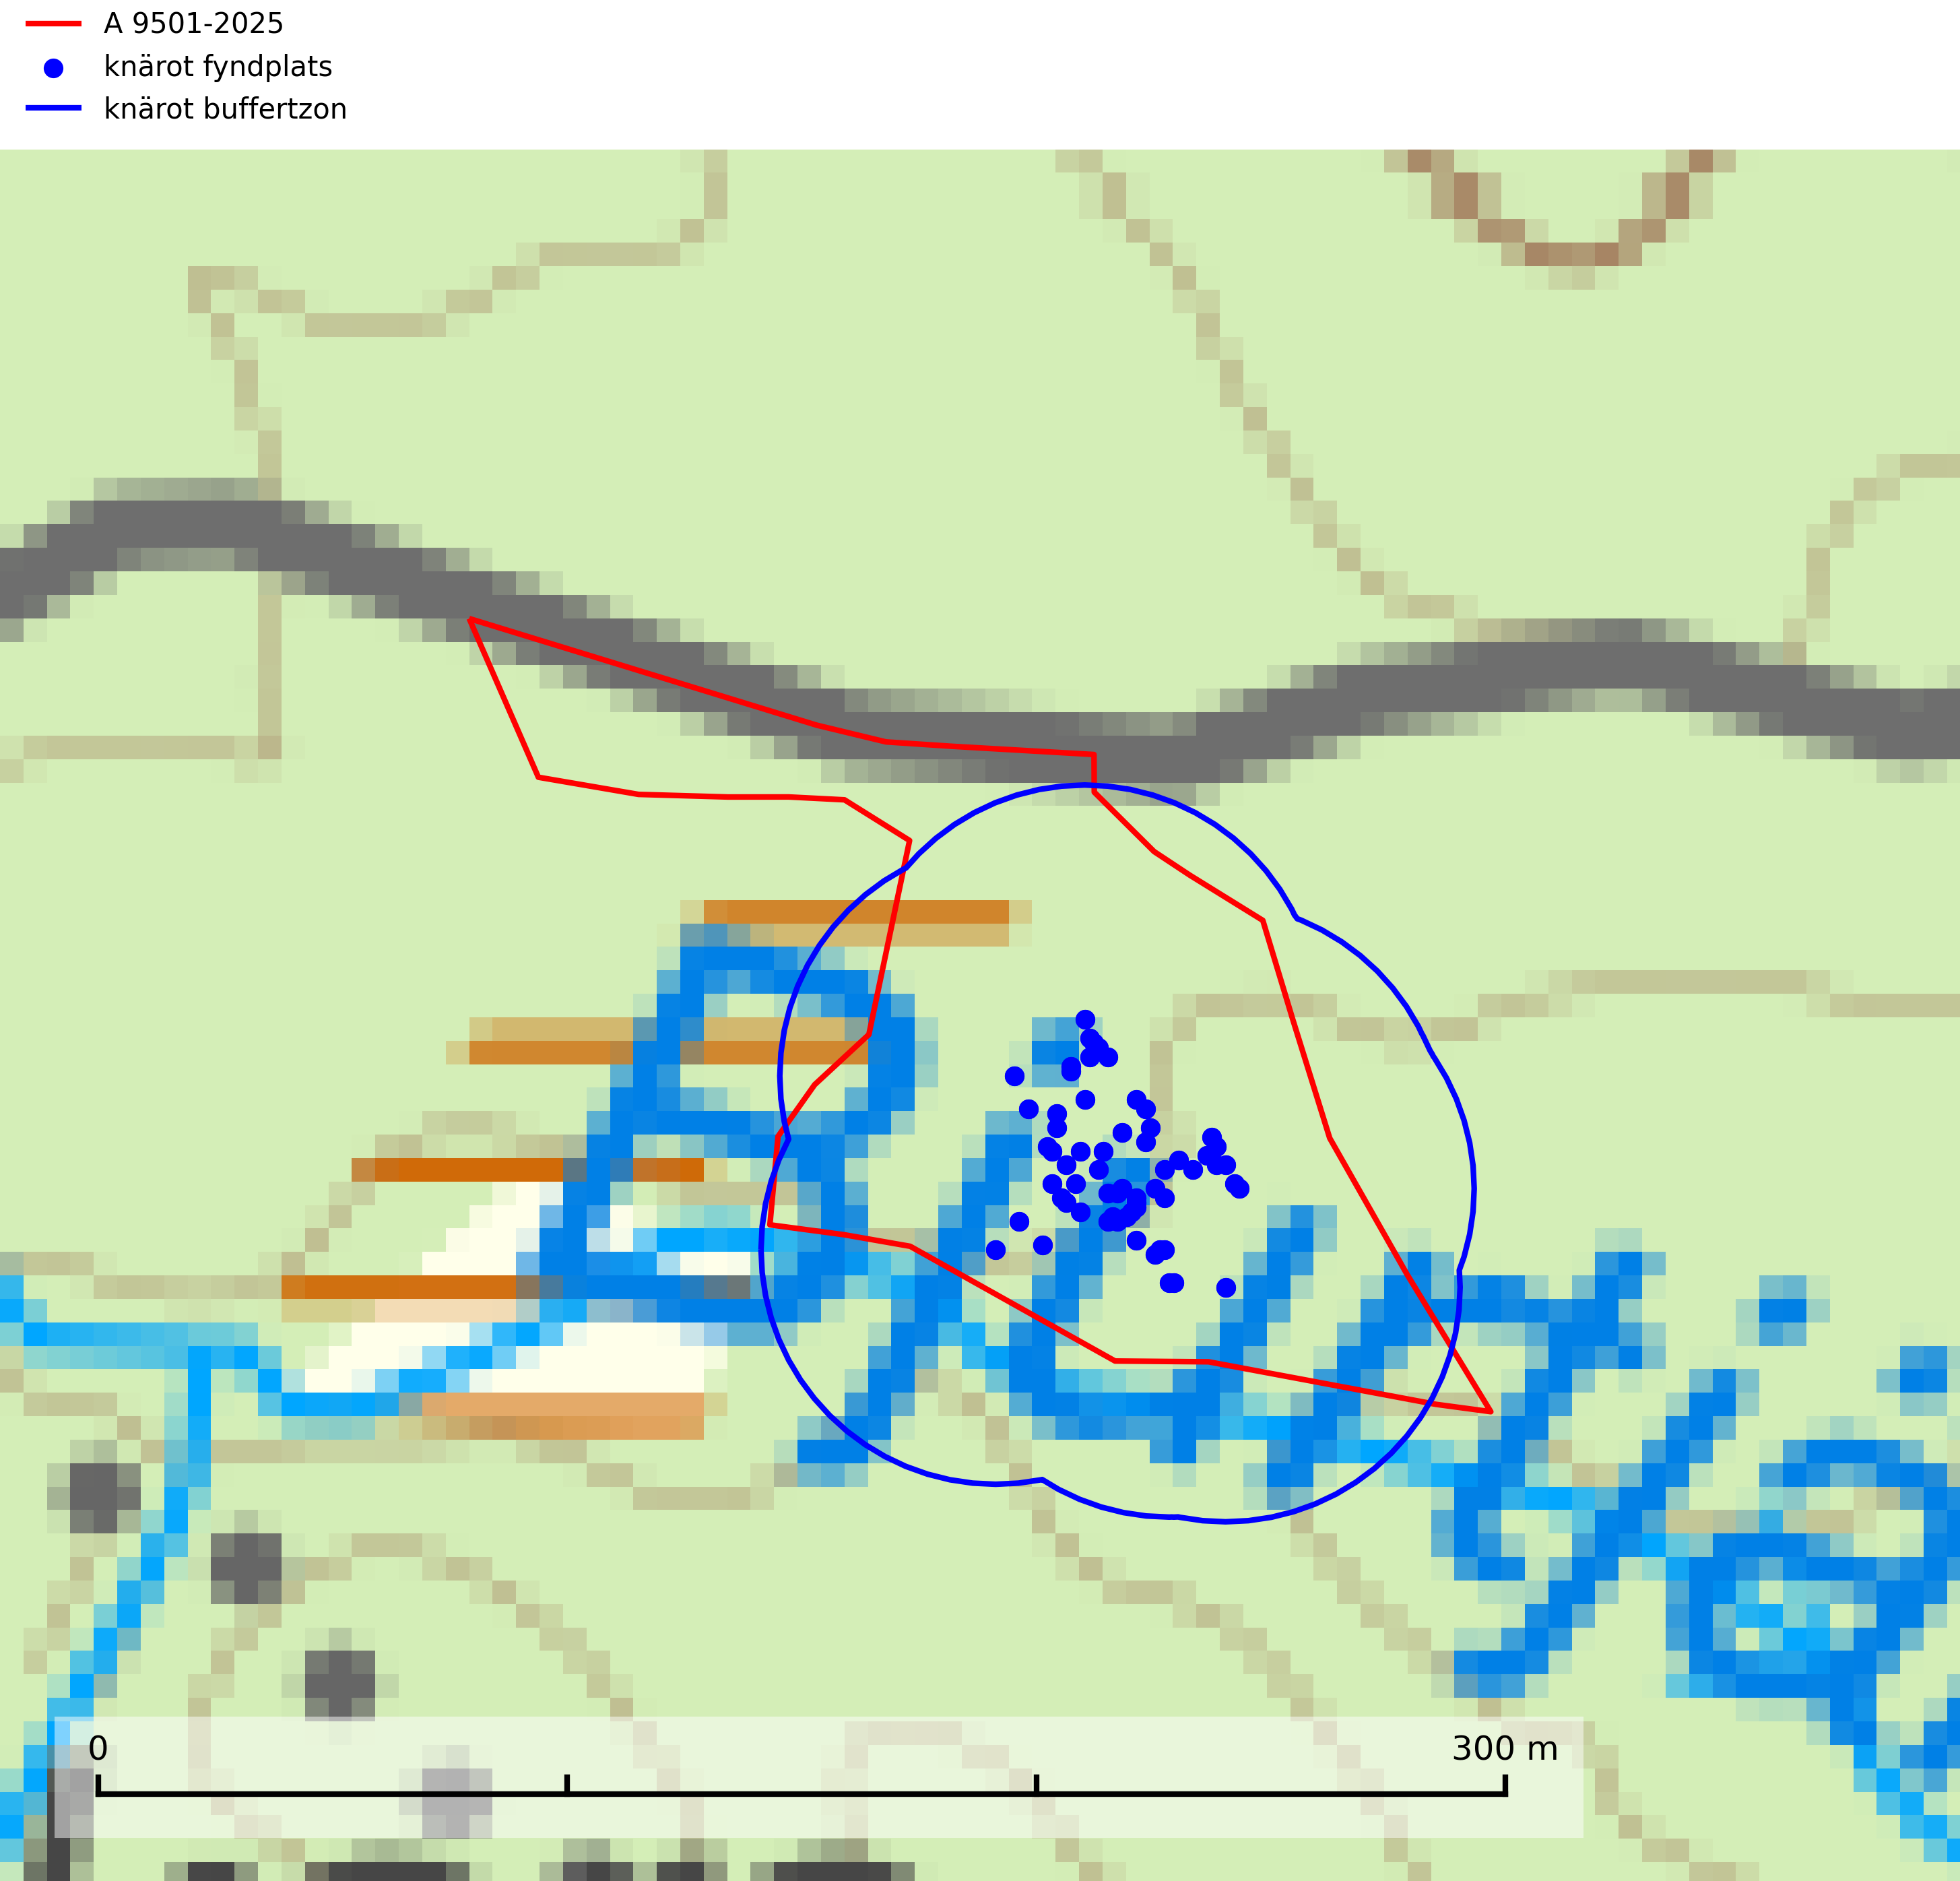 A 9501-2025
knärot fyndplats
knärot buffertzon
0
300 m